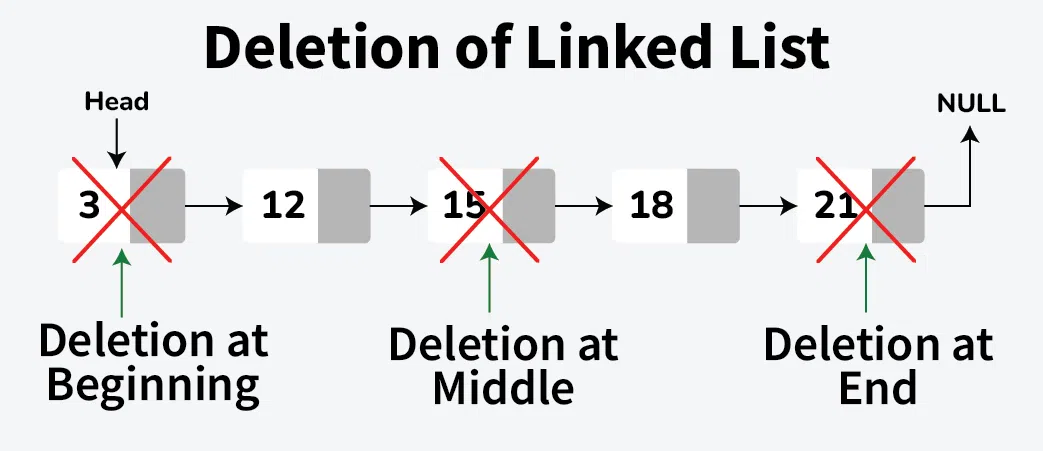 Deletion of Linked List
Head
NULL
3
12
15
18
21
Deletion at
Beginning
Deletion at
Middle
Deletion at
End